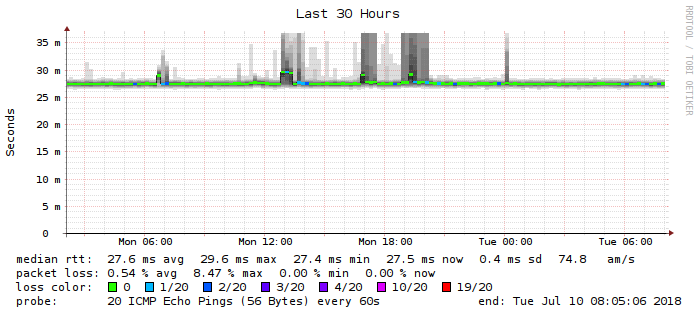 Last 30 Hours
RRDTOOL / TOBI OETIKER
Seconds
35 m
30 m
25 m
20 m
15 m
10 m
5 m
0
Mon 06:00 Mon 12:00 Mon 18:00 Tue 00:00 Tue 06:00
median rtt: 27.6 ms avg 29.6 ms max 27.4 ms min 27.5 ms now 0.4 ms sd 74.8 am/s
packet loss: 0.54 % avg 8.47 % max 0.00 % min 0.00 % now
loss color: 0 1/20 2/20 3/20 4/20 10/20 19/20
probe: 20 ICMP Echo Pings (56 Bytes) every 60s end: Tue Jul 10 08:05:06 2018